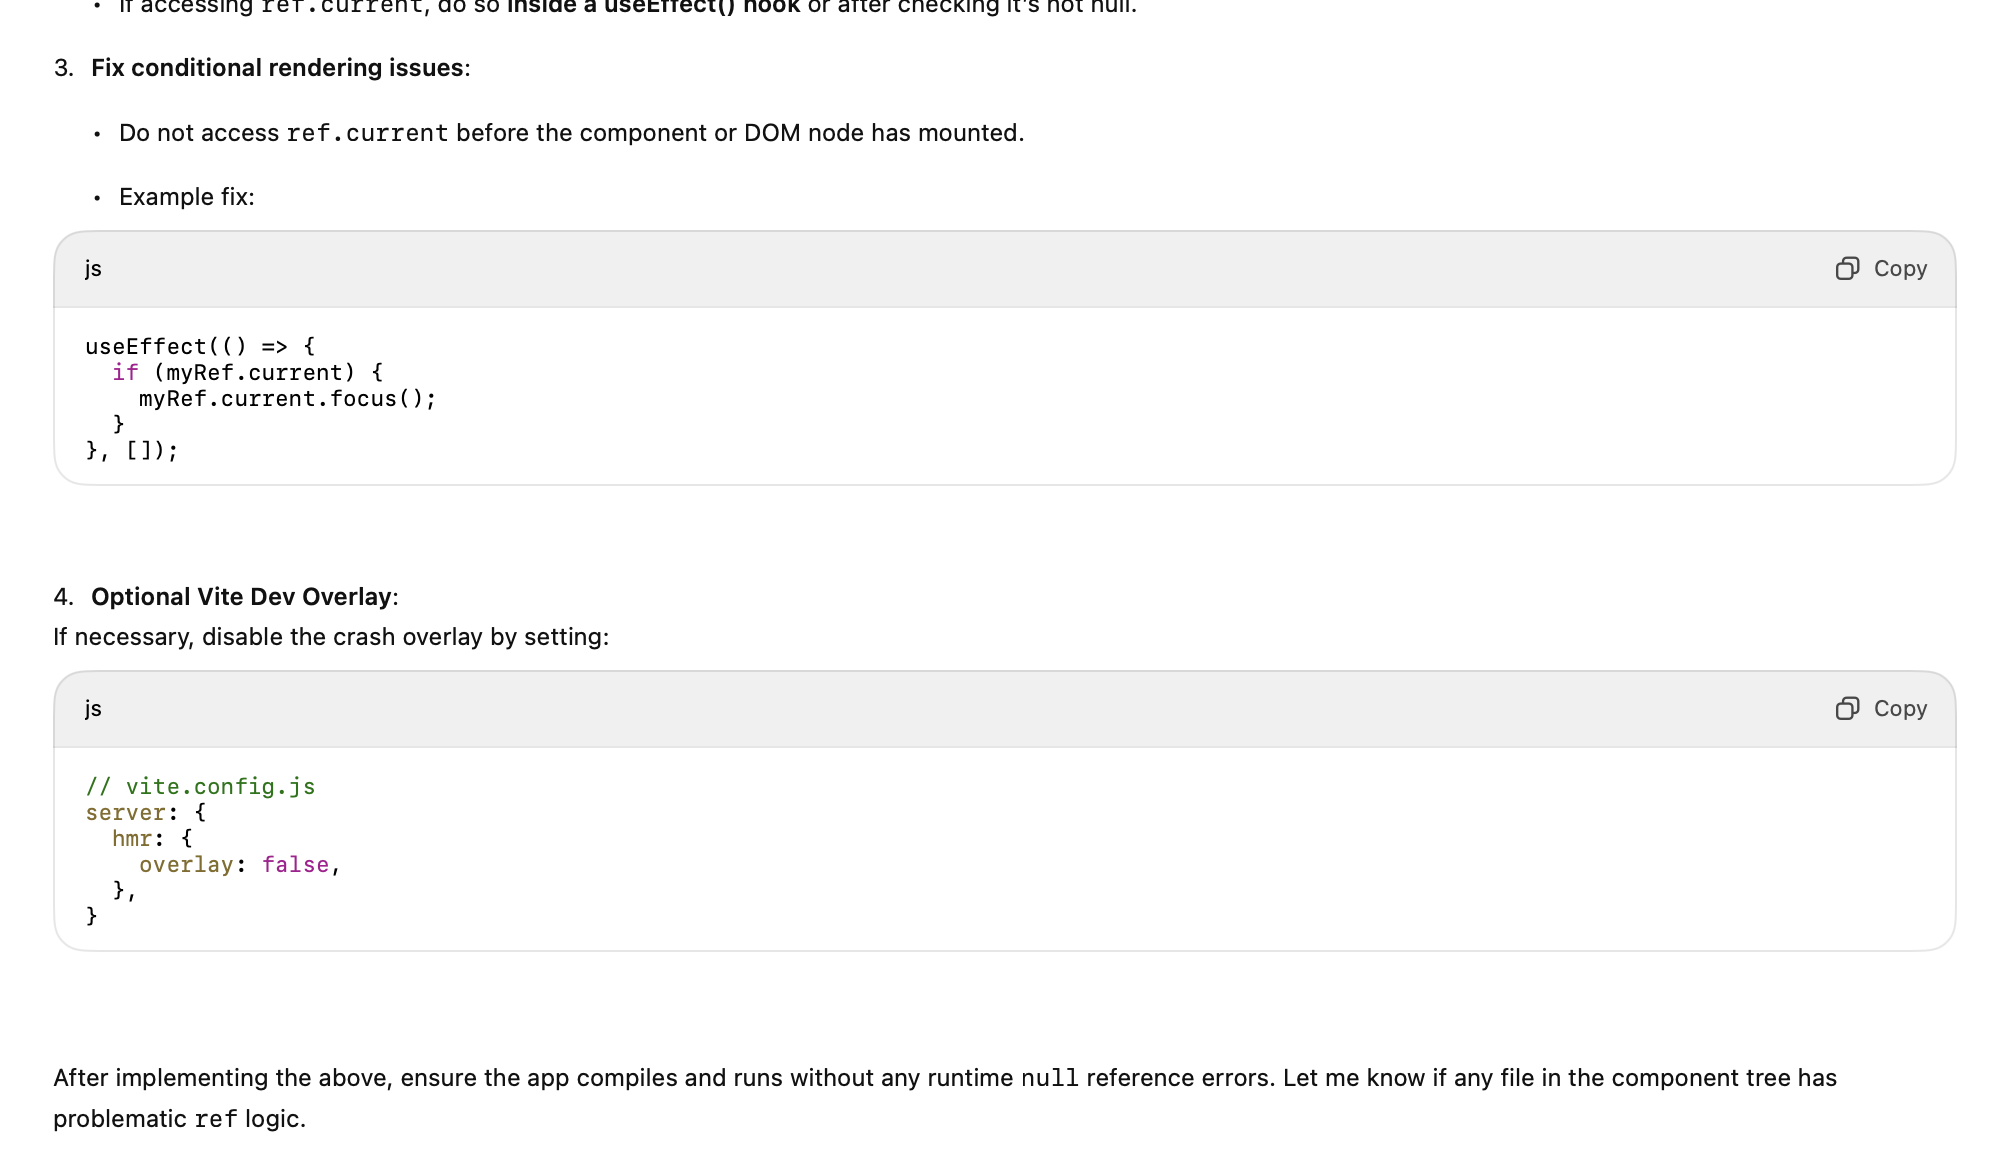 • If accessing ref.current, do so inside a useEffect() hook or after checking it's not null.
3. Fix conditional rendering issues:
• Do not access ref.current before the component or DOM node has mounted.
• Example fix:
js
Copy
useEffect(() => {
  if (myRef.current) {
    myRef.current.focus();
  }
}, []);
4. Optional Vite Dev Overlay:
If necessary, disable the crash overlay by setting:
js
Copy
// vite.config.js
server: {
  hmr: {
    overlay: false,
  },
}
After implementing the above, ensure the app compiles and runs without any runtime null reference errors. Let me know if any file in the component tree has
problematic ref logic.